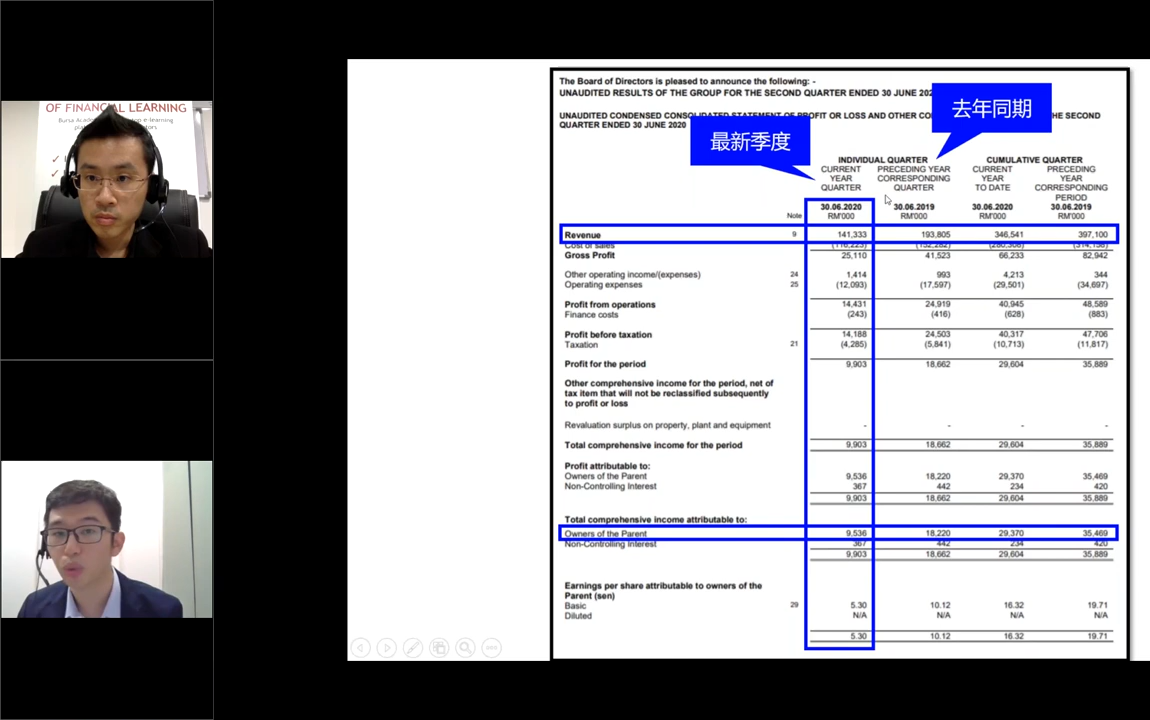 OF FINANCIAL LEARNING
The Board of Directors is pleased to announce the following: -
UNAUDITED RESULTS OF THE GROUP FOR THE SECOND QUARTER ENDED 30 JUNE
去年同期
UNAUDITED CONDENSED CONSOLIDATED STATEMENT OF PROFIT OR LOSS AND OTHER
THE SECOND
QUARTER ENDED 30 JUNE 2020
最新季度
INDIVIDUAL QUARTER CUMULATIVE QUARTER
CURRENT PRECEDING YEAR CURRENT PRECEDING
YEAR CORRESPONDING YEAR YEAR
QUARTER QUARTER TO DATE CORRESPONDING
PERIOD
30.06.2020 30.06.2019 30.06.2020 30.06.2019
Note RM'000 RM'000 RM'000 RM'000
Revenue 9 141,333 193,805 346,541 397,100
Cost of sales (116,223) (152,282) (280,308) (314,158)
Gross Profit 25,110 41,523 66,233 82,942
Other operating income/(expenses) 24 1,414 993 4,213 344
Operating expenses 25 (12,093) (17,597) (29,501) (34,697)
Profit from operations 14,431 24,919 40,945 48,589
Finance costs (243) (416) (628) (883)
Profit before taxation 14,188 24,503 40,317 47,706
Taxation 21 (4,285) (5,841) (10,713) (11,817)
Profit for the period 9,903 18,662 29,604 35,889
Other comprehensive income for the period, net of
tax item that will not be reclassified subsequently
to profit or loss
Revaluation surplus on property, plant and equipment - - - -
Total comprehensive income for the period 9,903 18,662 29,604 35,889
Profit attributable to:
Owners of the Parent 9,536 18,220 29,370 35,469
Non-Controlling Interest 367 442 234 420
9,903 18,662 29,604 35,889
Total comprehensive income attributable to:
Owners of the Parent 9,536 18,220 29,370 35,469
Non-Controlling Interest 367 442 234 420
9,903 18,662 29,604 35,889
Earnings per share attributable to owners of the
Parent (sen)
Basic 29 5.30 10.12 16.32 19.71
Diluted N/A N/A N/A N/A
5.30 10.12 16.32 19.71